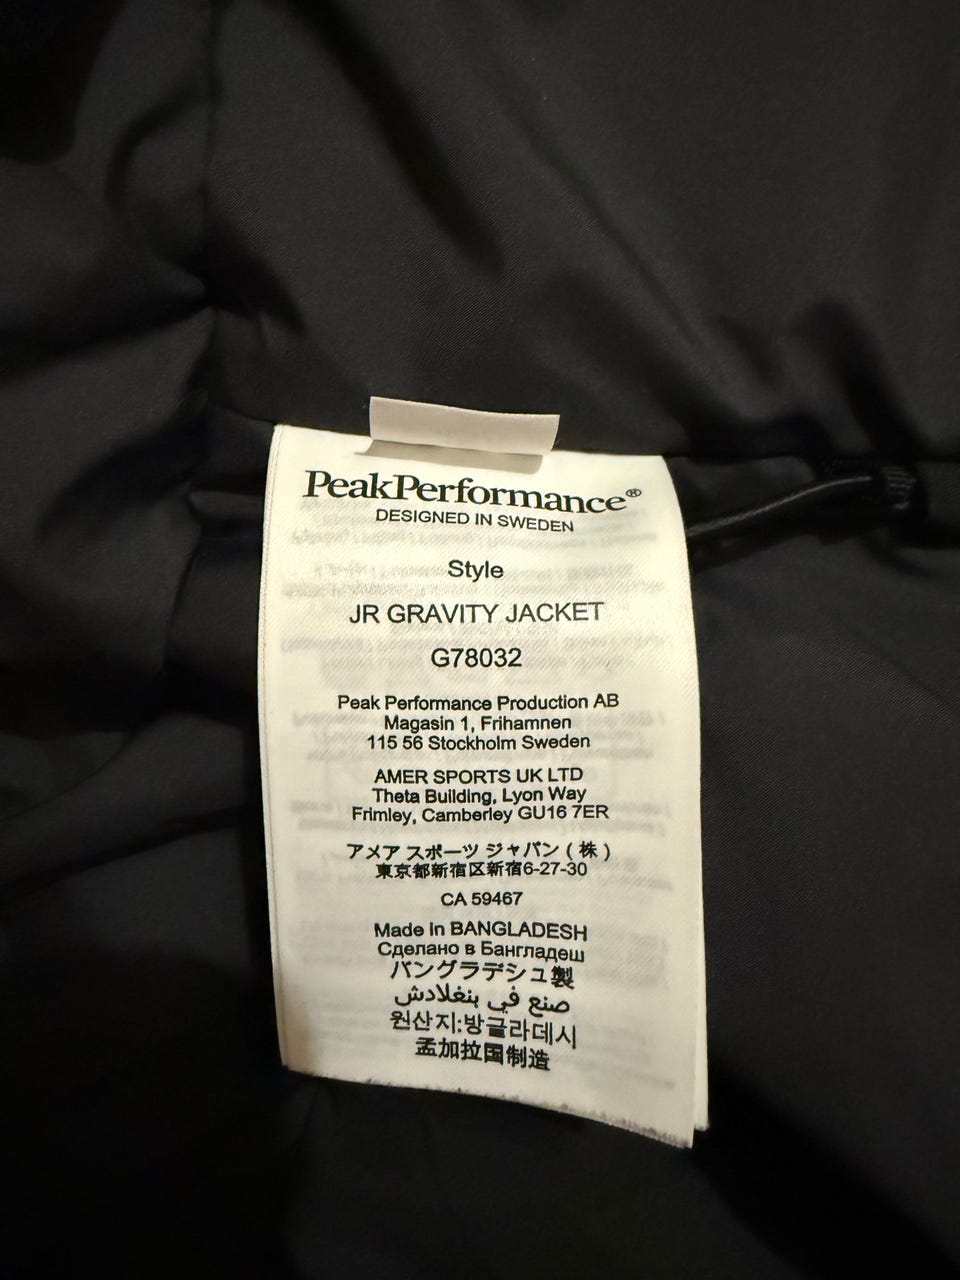 PeakPerformance®
DESIGNED IN SWEDEN
Style
JR GRAVITY JACKET
G78032
Peak Performance Production AB
Magasin 1, Frihamnen
115 56 Stockholm Sweden
AMER SPORTS UK LTD
Theta Building, Lyon Way
Frimley, Camberley GU16 7ER
アメア スポーツ ジャパン ( 株 )
東京都新宿区新宿6-27-30
CA 59467
Made in BANGLADESH
Сделано в Бангладеш
バングラデシュ製
صنع في بنغلادش
원산지:방글라데시
孟加拉国制造